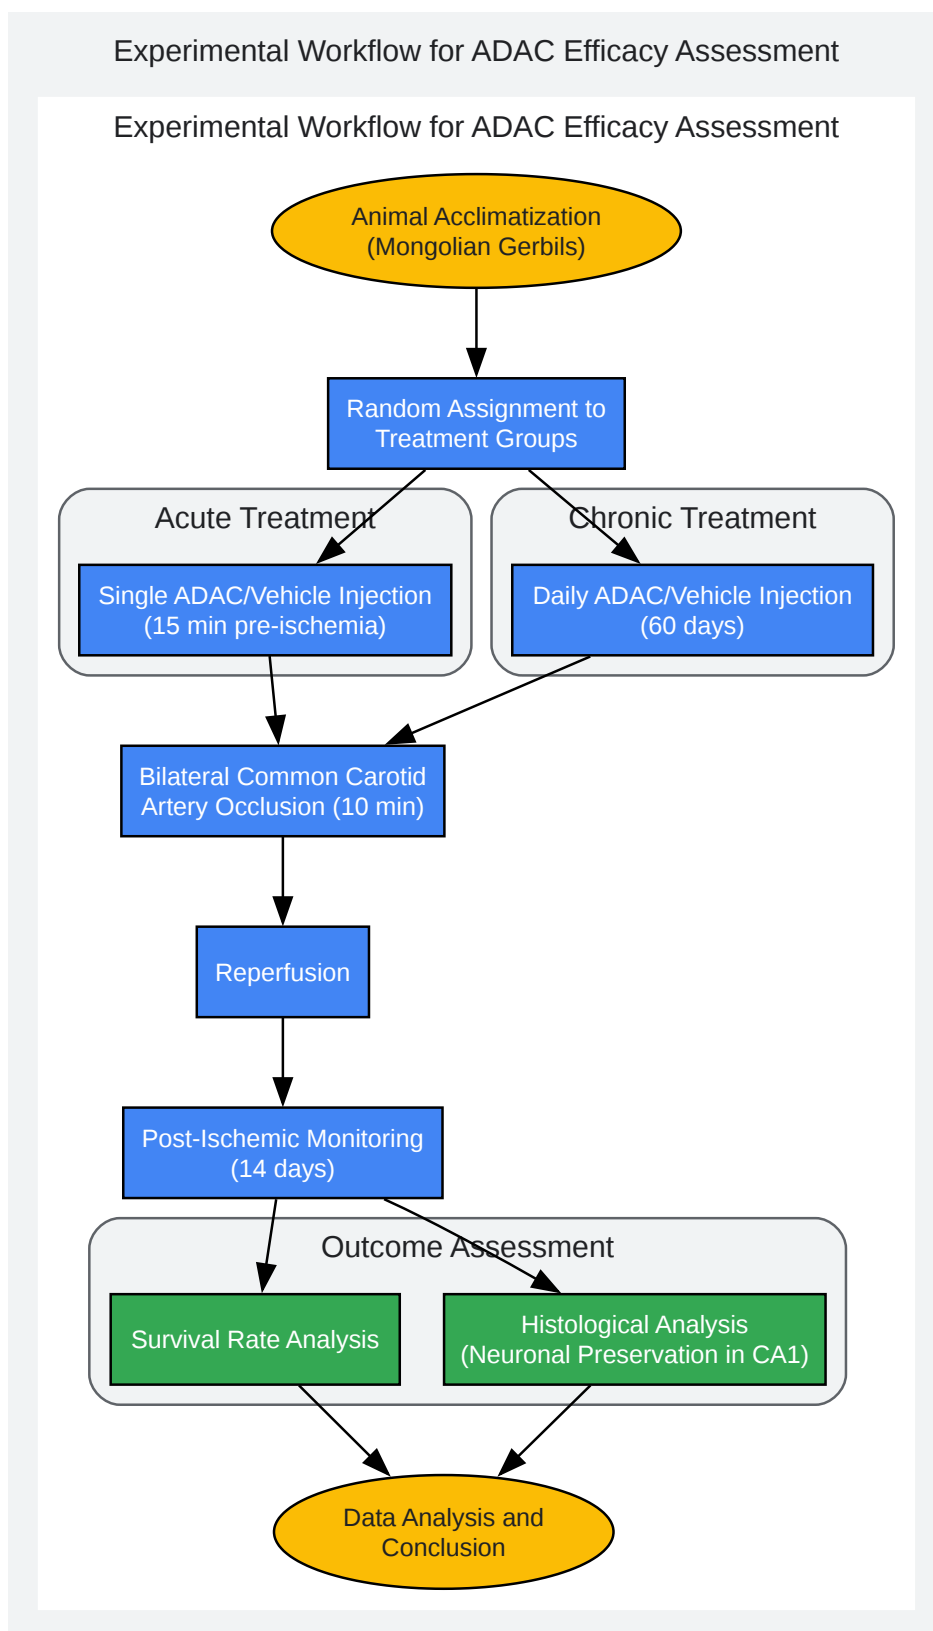 Experimental Workflow for ADAC Efficacy Assessment
Experimental Workflow for ADAC Efficacy Assessment
Animal Acclimatization
(Mongolian Gerbils)
Random Assignment to
Treatment Groups
Acute Treatment
Single ADAC/Vehicle Injection
(15 min pre-ischemia)
Chronic Treatment
Daily ADAC/Vehicle Injection
(60 days)
Bilateral Common Carotid
Artery Occlusion (10 min)
Reperfusion
Post-Ischemic Monitoring
(14 days)
Outcome Assessment
Survival Rate Analysis
Histological Analysis
(Neuronal Preservation in CA1)
Data Analysis and
Conclusion